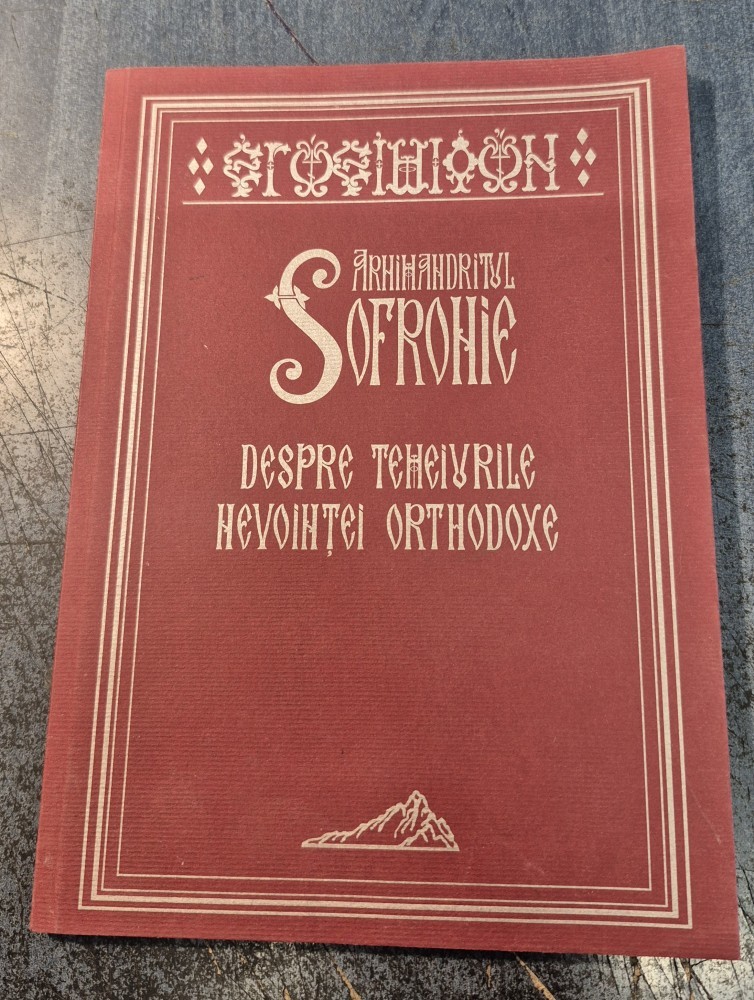 ARHIMANDRITUL
SOFRONIE
DESPRE TEMEIURILE
NEVOINȚEI ORTHODOXE